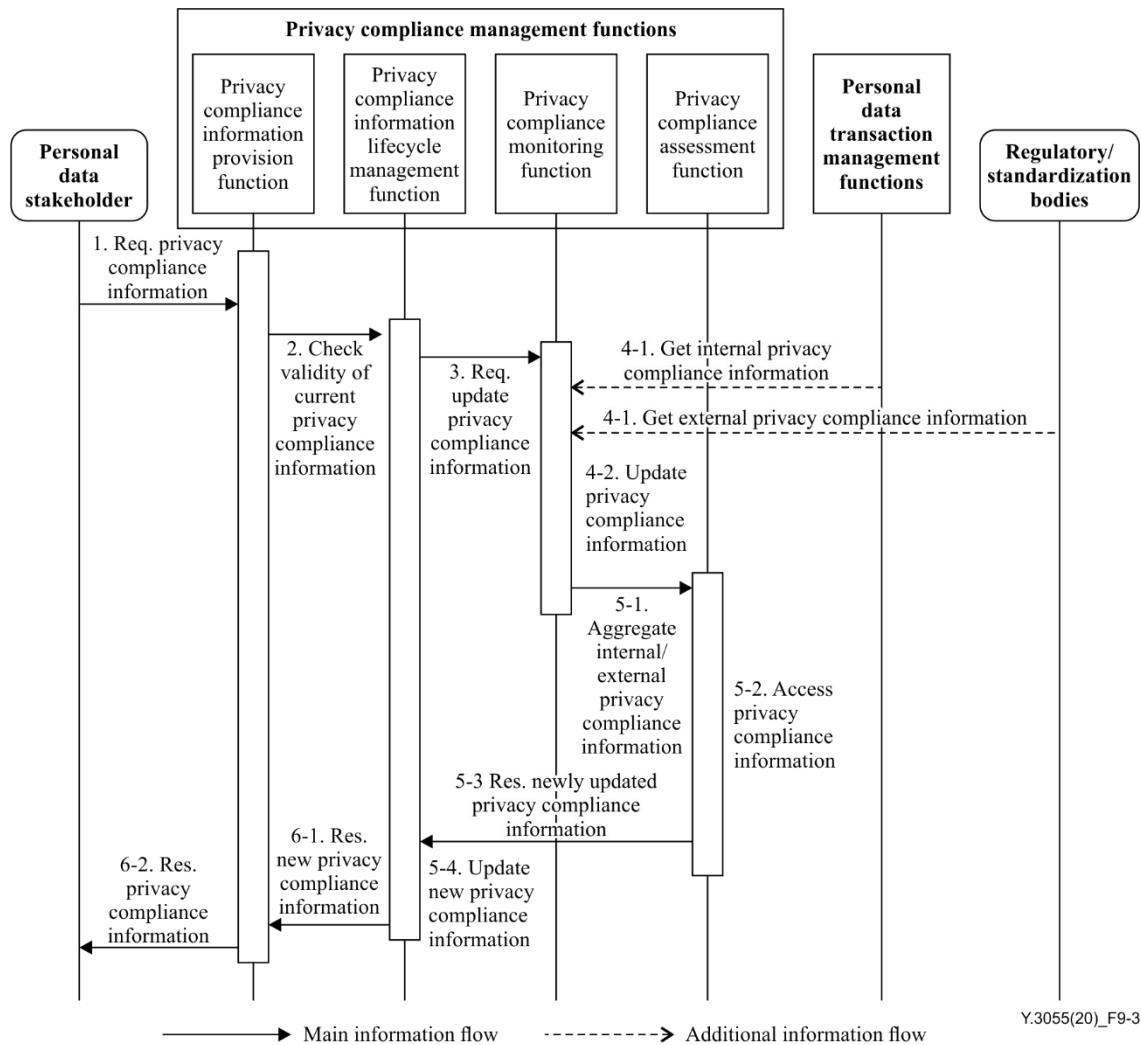 Privacy compliance management functions
Personal
data
stakeholder
Privacy
compliance
information
provision
function
Privacy
compliance
information
lifecycle
management
function
Privacy
compliance
monitoring
function
Privacy
compliance
assessment
function
Personal
data
transaction
management
functions
Regulatory/
standardization
bodies
1. Req. privacy
compliance
information
2. Check
validity of
current
privacy
compliance
information
3. Req.
update
privacy
compliance
information
4-1. Get internal privacy
compliance information
4-1. Get external privacy compliance information
4-2. Update
privacy
compliance
information
5-1.
Aggregate
internal/
external
privacy
compliance
information
5-2. Access
privacy
compliance
information
5-3 Res. newly updated
privacy compliance
information
5-4. Update
new privacy
compliance
information
6-1. Res.
new privacy
compliance
information
6-2. Res.
privacy
compliance
information
Main information flow
Additional information flow
Y.3055(20)_F9-3